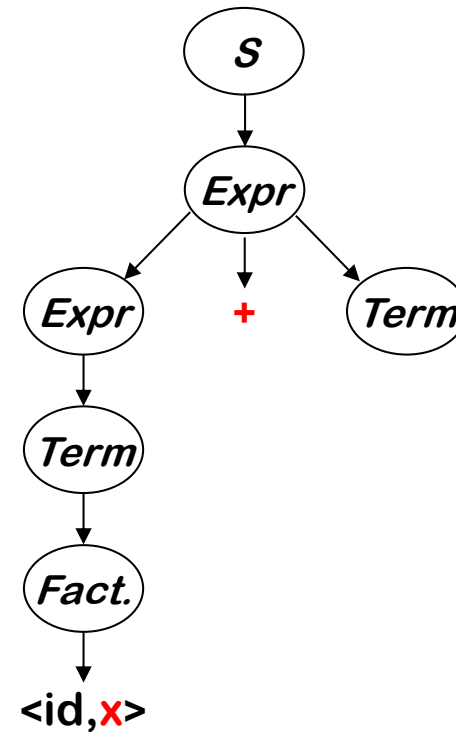 S
Expr
Expr + Term
Term
Fact.
<id,x>